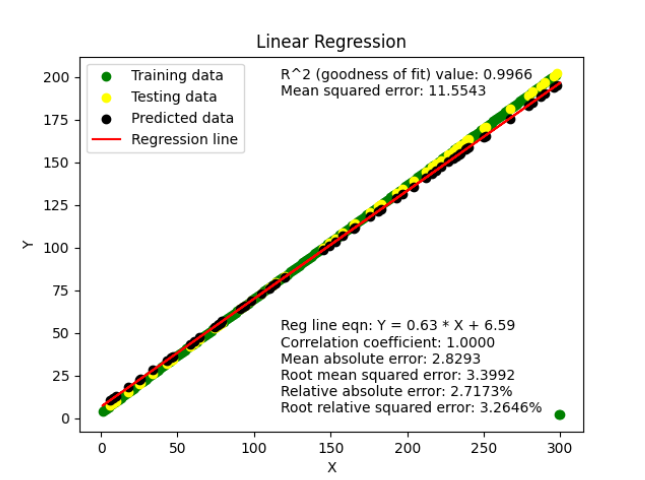 Linear Regression
Training data
Testing data
Predicted data
Regression line
R^2 (goodness of fit) value: 0.9966
Mean squared error: 11.5543
Y
200
175
150
125
100
75
50
25
0
Reg line eqn: Y = 0.63 * X + 6.59
Correlation coefficient: 1.0000
Mean absolute error: 2.8293
Root mean squared error: 3.3992
Relative absolute error: 2.7173%
Root relative squared error: 3.2646%
0 50 100 150 200 250 300
X